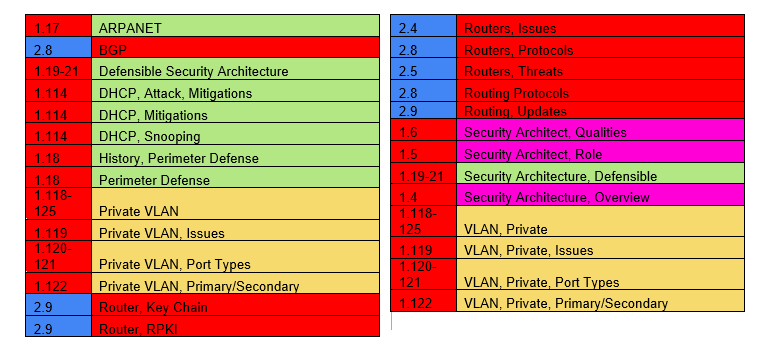 1.17 ARPANET
2.8 BGP
1.19-21 Defensible Security Architecture
1.114 DHCP, Attack, Mitigations
1.114 DHCP, Mitigations
1.114 DHCP, Snooping
1.18 History, Perimeter Defense
1.18 Perimeter Defense
1.118-
125 Private VLAN
1.119 Private VLAN, Issues
1.120-
121 Private VLAN, Port Types
1.122 Private VLAN, Primary/Secondary
2.9 Router, Key Chain
2.9 Router, RPKI
2.4 Routers, Issues
2.8 Routers, Protocols
2.5 Routers, Threats
2.8 Routing Protocols
2.9 Routing, Updates
1.6 Security Architect, Qualities
1.5 Security Architect, Role
1.19-21 Security Architecture, Defensible
1.4 Security Architecture, Overview
1.118-
125 VLAN, Private
1.119 VLAN, Private, Issues
1.120-
121 VLAN, Private, Port Types
1.122 VLAN, Private, Primary/Secondary